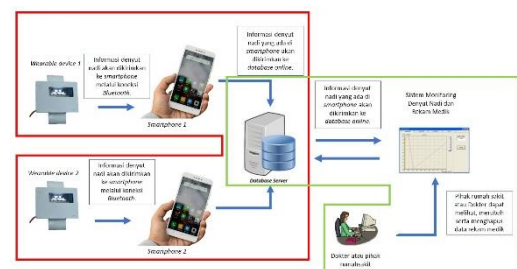 Wearable device 1
Informasi denyut
nadi akan dikirimkan
ke smartphone
melalui koneksi
Bluetooth.
Smartphone 1
Informasi denyut
nadi yang ada di
smartphone akan
dikirimkan ke
database online.
Wearable device 2
Informasi denyut
nadi akan dikirimkan
ke smartphone
melalui koneksi
Bluetooth.
Smartphone 2
Database Server
Informasi denyut
nadi yang ada di
smartphone akan
dikirimkan ke
database online.
Sistem Monitoring
Denyut Nadi dan
Rekam Medik
Pihak rumah sakit
atau Dokter dapat
melihat, merubah
serta menghapus
data rekam medik
Dokter atau pihak
rumahsakit